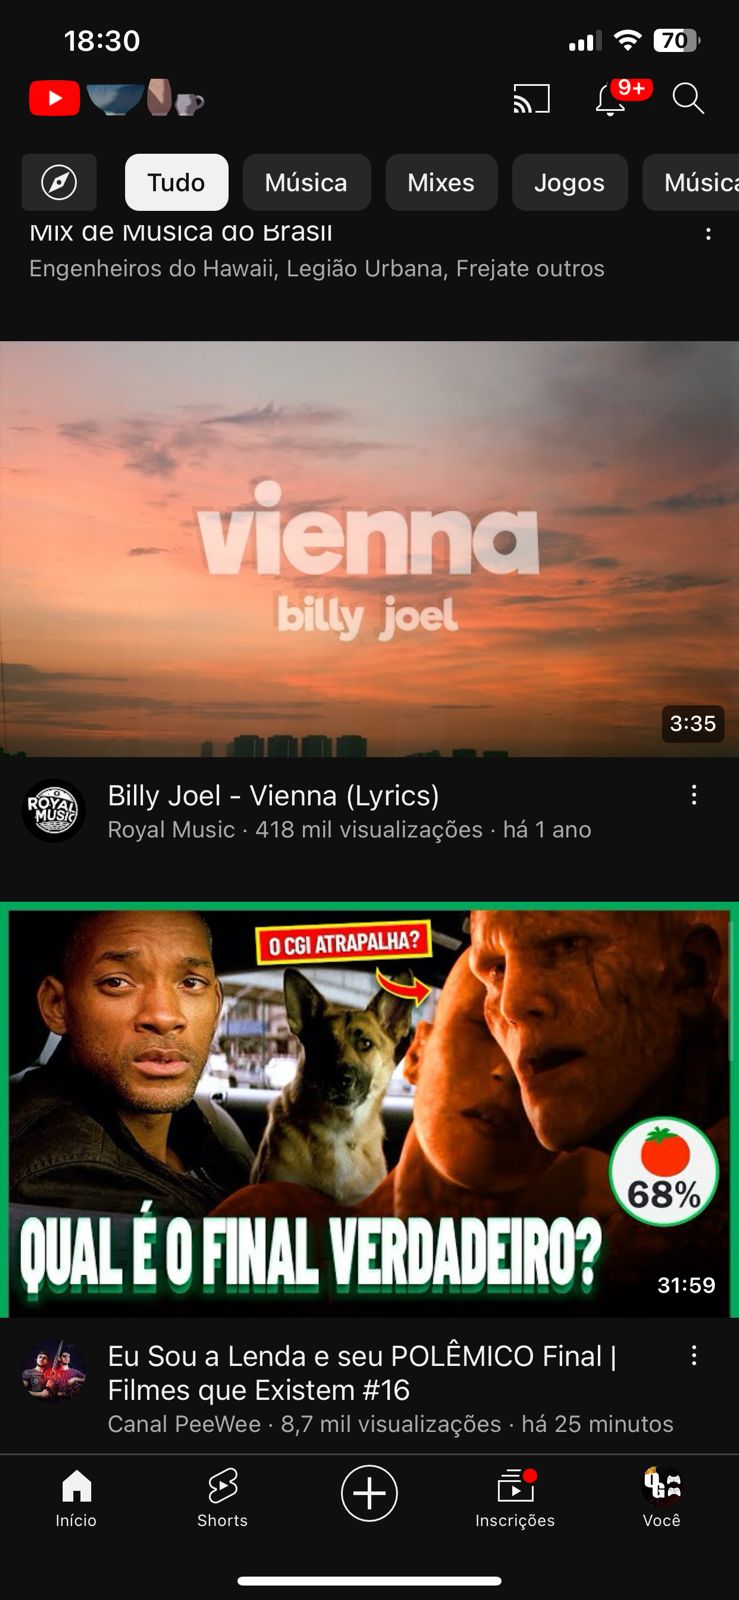 18:30
70
9+
Tudo
Música
Mixes
Jogos
Música
Mix de Música do Brasil
Engenheiros do Hawaii, Legião Urbana, Frejate outros
vienna
billy joel
3:35
ROYAL
MUSIC
Billy Joel - Vienna (Lyrics)
Royal Music · 418 mil visualizações · há 1 ano
O CGI ATRAPALHA?
68%
QUAL É O FINAL VERDADEIRO?
31:59
Eu Sou a Lenda e seu POLÊMICO Final |
Filmes que Existem #16
Canal PeeWee · 8,7 mil visualizações · há 25 minutos
Início
Shorts
Inscrições
Você